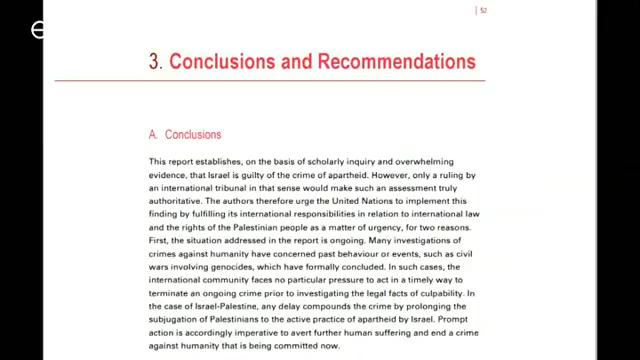 | 52
3. Conclusions and Recommendations
A. Conclusions
This report establishes, on the basis of scholarly inquiry and overwhelming
evidence, that Israel is guilty of the crime of apartheid. However, only a ruling by
an international tribunal in that sense would make such an assessment truly
authoritative. The authors therefore urge the United Nations to implement this
finding by fulfilling its international responsibilities in relation to international law
and the rights of the Palestinian people as a matter of urgency, for two reasons.
First, the situation addressed in the report is ongoing. Many investigations of
crimes against humanity have concerned past behaviour or events, such as civil
wars involving genocides, which have formally concluded. In such cases, the
international community faces no particular pressure to act in a timely way to
terminate an ongoing crime prior to investigating the legal facts of culpability. In
the case of Israel-Palestine, any delay compounds the crime by prolonging the
subjugation of Palestinians to the active practice of apartheid by Israel. Prompt
action is accordingly imperative to avert further human suffering and end a crime
against humanity that is being committed now.